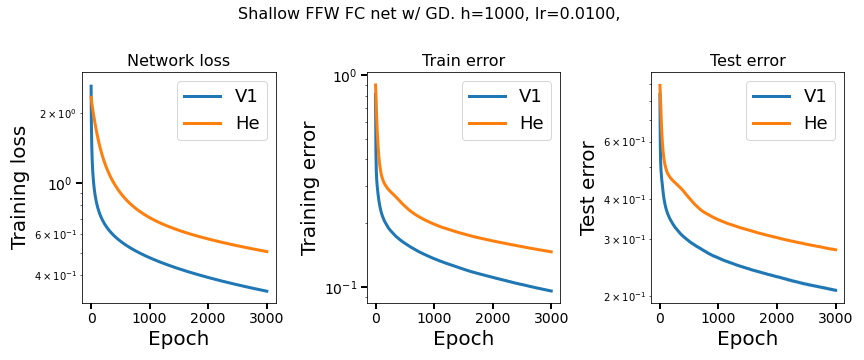 Shallow FFW FC net w/ GD. h=1000, lr=0.0100,
Network loss
Training loss
2 × 10⁰
10⁰
6 × 10⁻¹
4 × 10⁻¹
V1
He
0 1000 2000 3000
Epoch
Train error
Training error
10⁰
10⁻¹
V1
He
0 1000 2000 3000
Epoch
Test error
Test error
6 × 10⁻¹
4 × 10⁻¹
3 × 10⁻¹
2 × 10⁻¹
V1
He
0 1000 2000 3000
Epoch